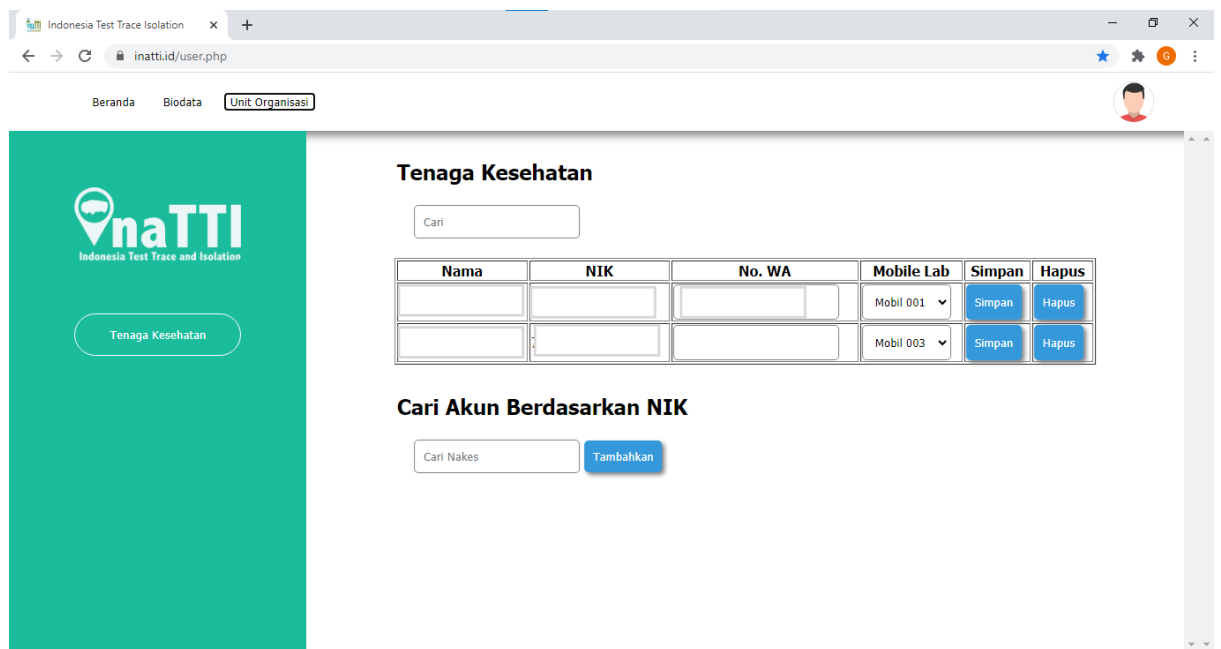 Indonesia Test Trace Isolation
inatti.id/user.php
G
Beranda Biodata Unit Organisasi
naTTI
Indonesia Test Trace and Isolation
Tenaga Kesehatan
Tenaga Kesehatan
Cari
Nama NIK No. WA Mobile Lab Simpan Hapus
Mobil 001 Simpan Hapus
Mobil 003 Simpan Hapus
Cari Akun Berdasarkan NIK
Cari Nakes Tambahkan